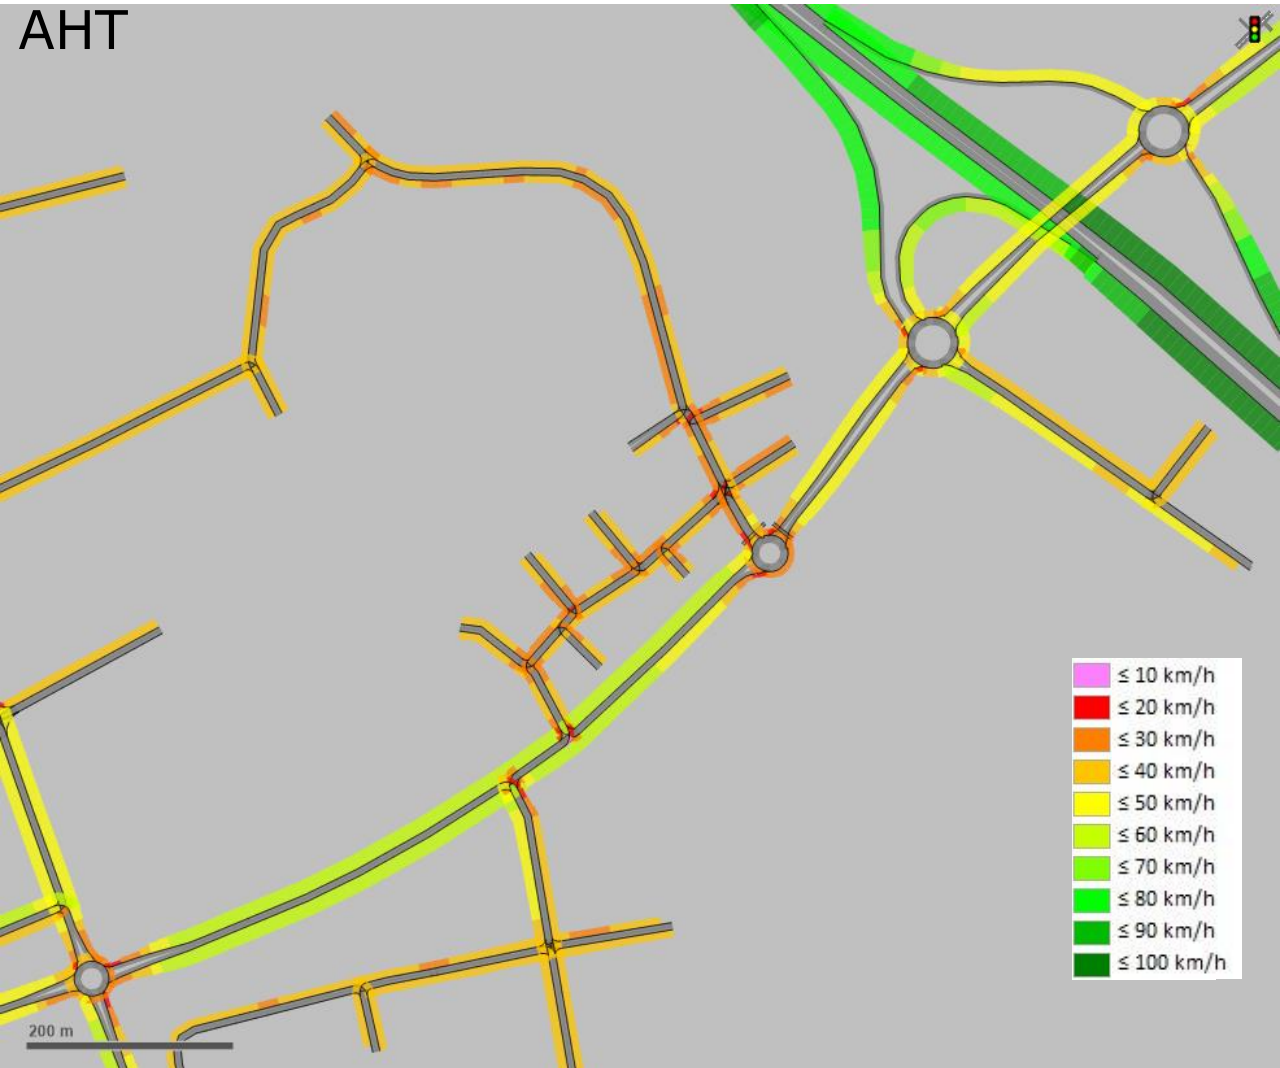 AHT
≤ 10 km/h
≤ 20 km/h
≤ 30 km/h
≤ 40 km/h
≤ 50 km/h
≤ 60 km/h
≤ 70 km/h
≤ 80 km/h
≤ 90 km/h
≤ 100 km/h
200 m